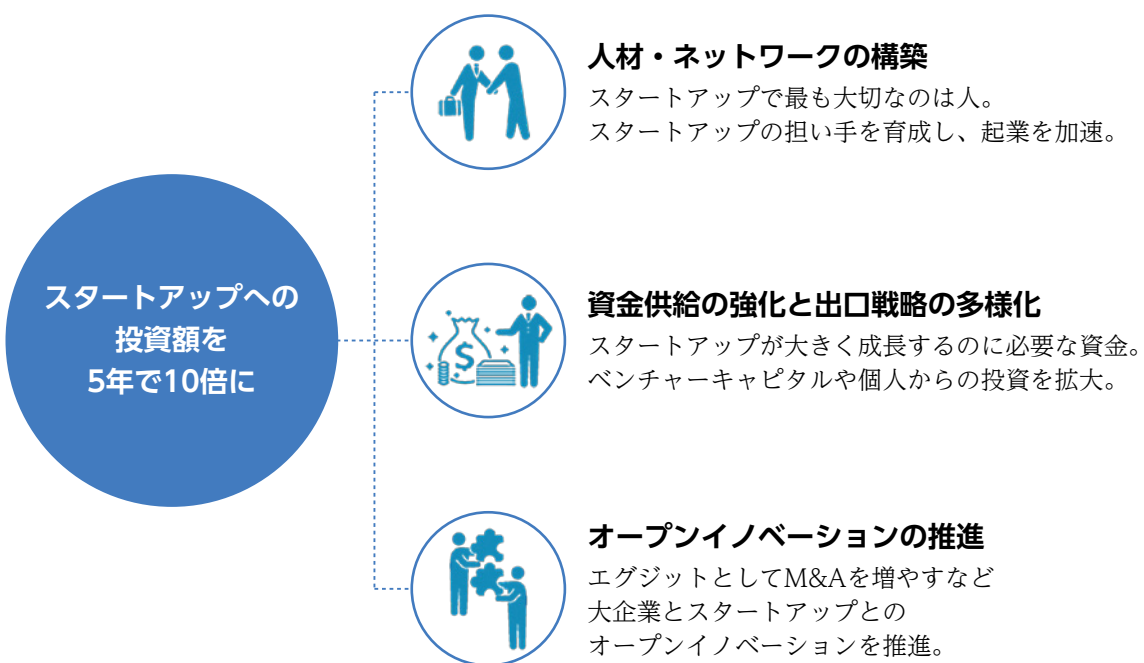 スタートアップへの
投資額を
5年で10倍に
人材・ネットワークの構築
スタートアップで最も大切なのは人。
スタートアップの担い手を育成し、起業を加速。
資金供給の強化と出口戦略の多様化
スタートアップが大きく成長するのに必要な資金。
ベンチャーキャピタルや個人からの投資を拡大。
$
オープンイノベーションの推進
エグジットとしてM&Aを増やすなど
大企業とスタートアップとの
オープンイノベーションを推進。